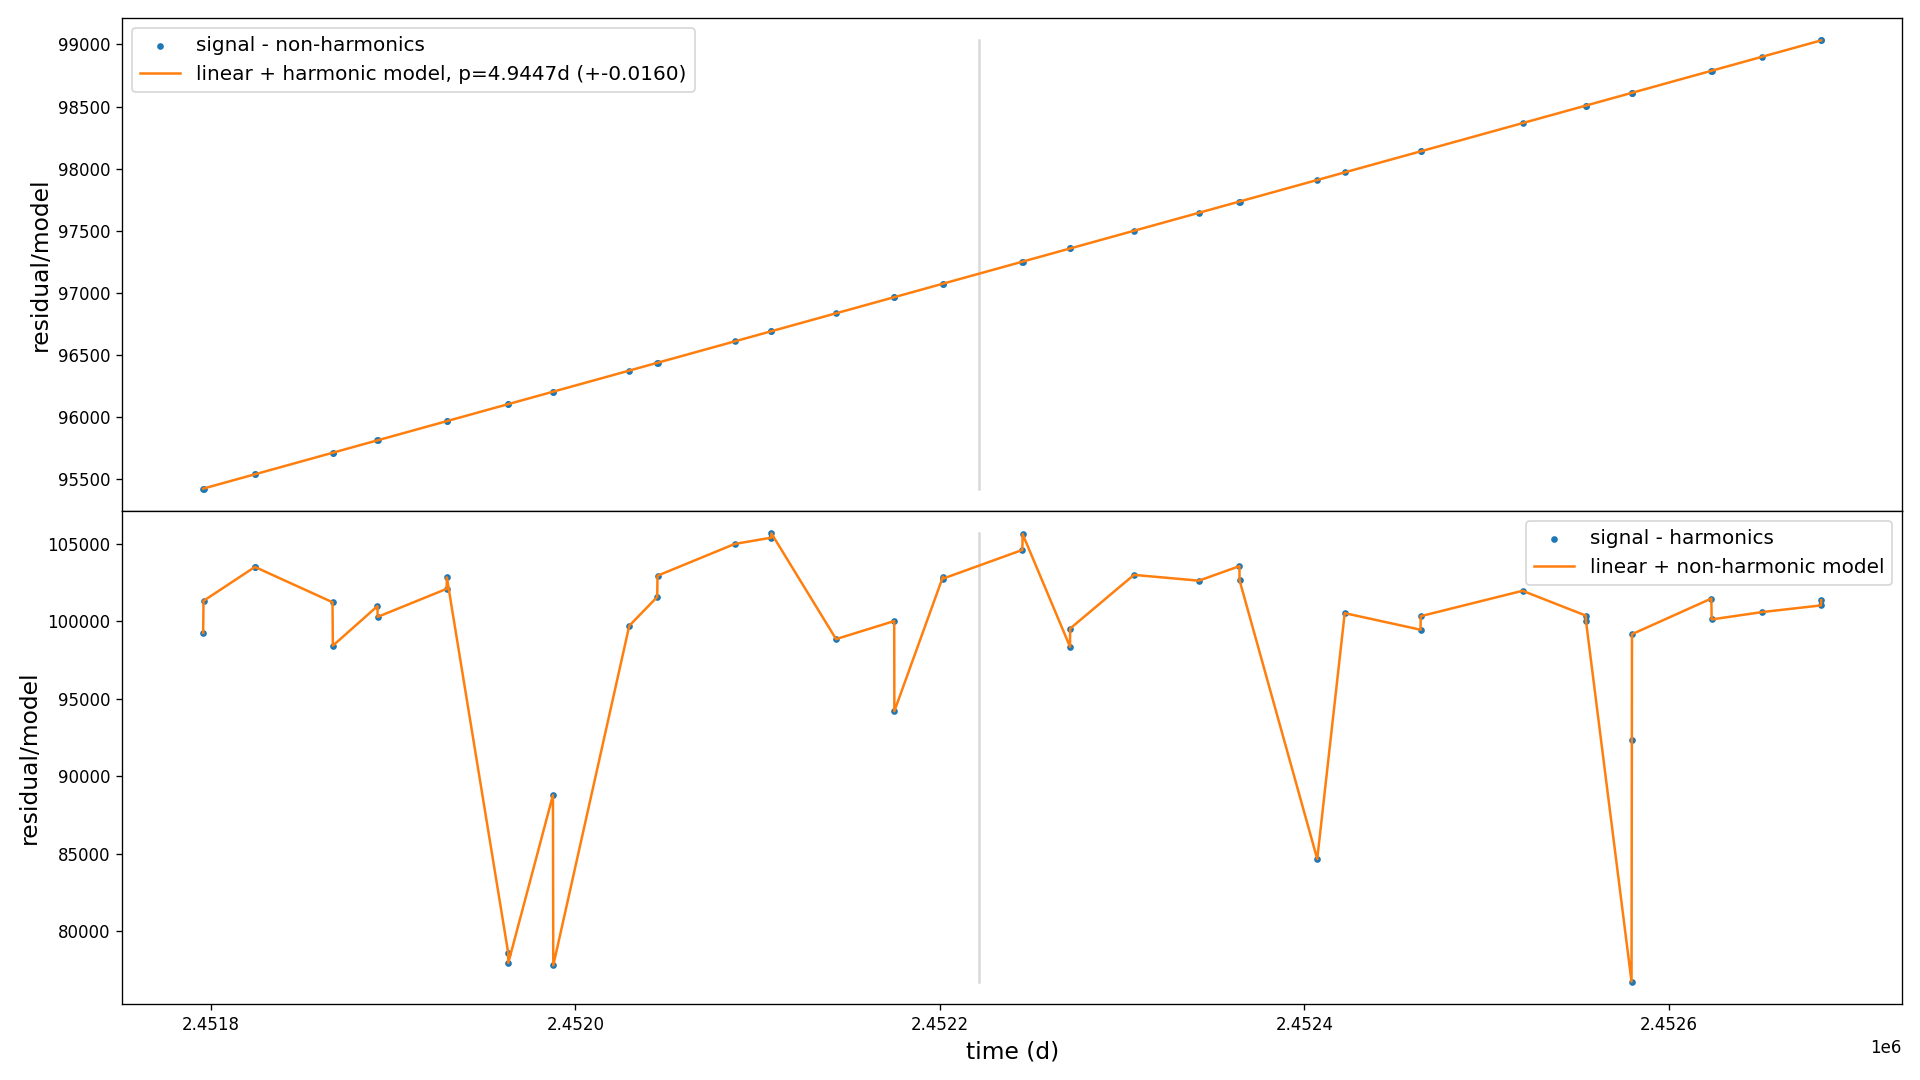 signal - non-harmonics
linear + harmonic model, p=4.9447d (+-0.0160)
99000
98500
98000
97500
97000
96500
96000
95500
residual/model
signal - harmonics
linear + non-harmonic model
105000
100000
95000
90000
85000
80000
residual/model
2.4518
2.4520
2.4522
2.4524
2.4526
1e6
time (d)